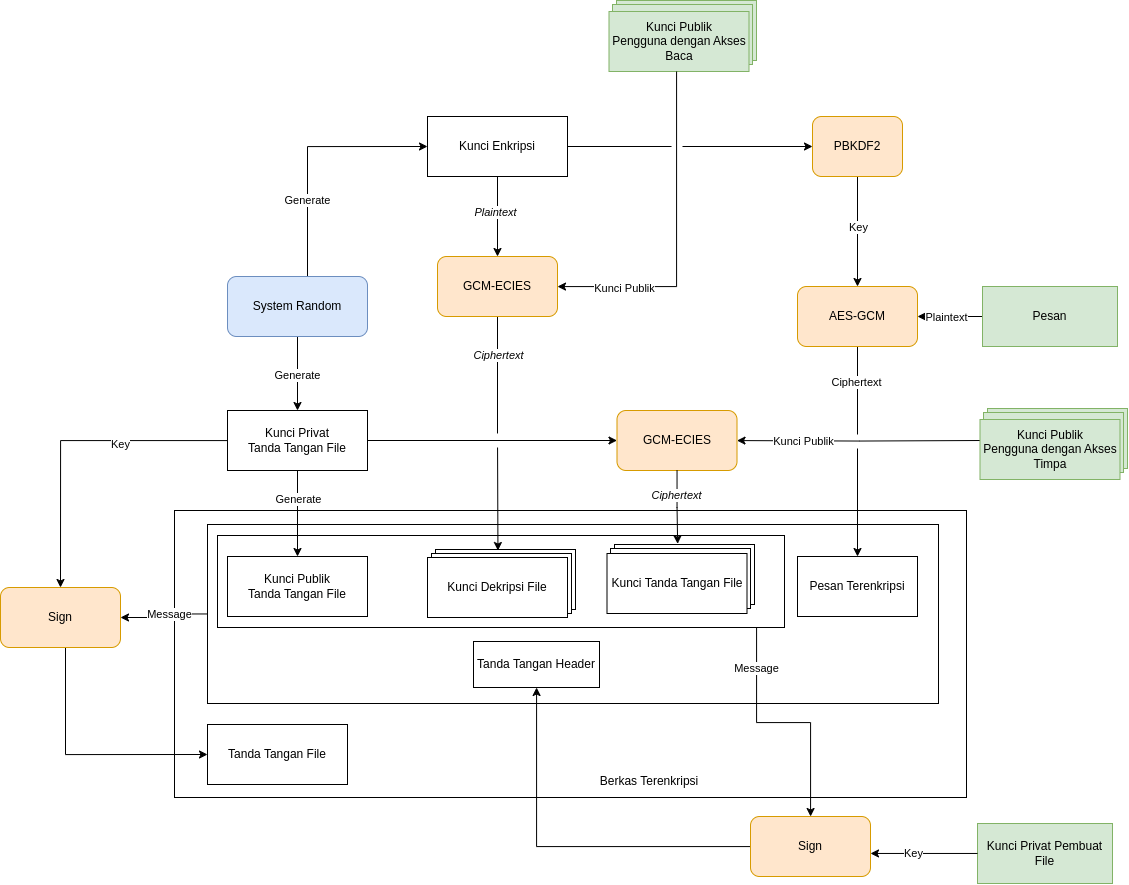 Kunci Publik
Pengguna dengan Akses
Baca
Kunci Enkripsi
PBKDF2
Generate
Plaintext
Key
GCM-ECIES
Kunci Publik
System Random
AES-GCM
Plaintext
Pesan
Ciphertext
Generate
Ciphertext
Kunci Privat
Tanda Tangan File
Key
GCM-ECIES
Kunci Publik
Kunci Publik
Pengguna dengan Akses
Timpa
Generate
Ciphertext
Kunci Publik
Tanda Tangan File
Kunci Dekripsi File
Kunci Tanda Tangan File
Pesan Terenkripsi
Sign
Message
Tanda Tangan Header
Message
Tanda Tangan File
Berkas Terenkripsi
Sign
Key
Kunci Privat Pembuat
File